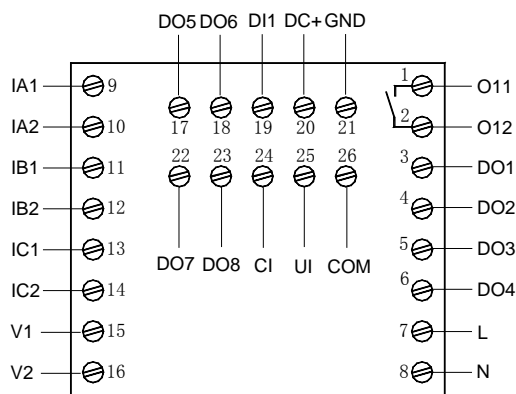 DO5 DO6 DI1 DC+ GND
IA1 9 1 O11
17 18 19 20 21
IA2 10 2 O12
22 23 24 25 26
IB1 11 3 DO1
IB2 12 4 DO2
IC1 13 5 DO3
DO7 DO8 CI UI COM
IC2 14 6 DO4
V1 15 7 L
V2 16 8 N